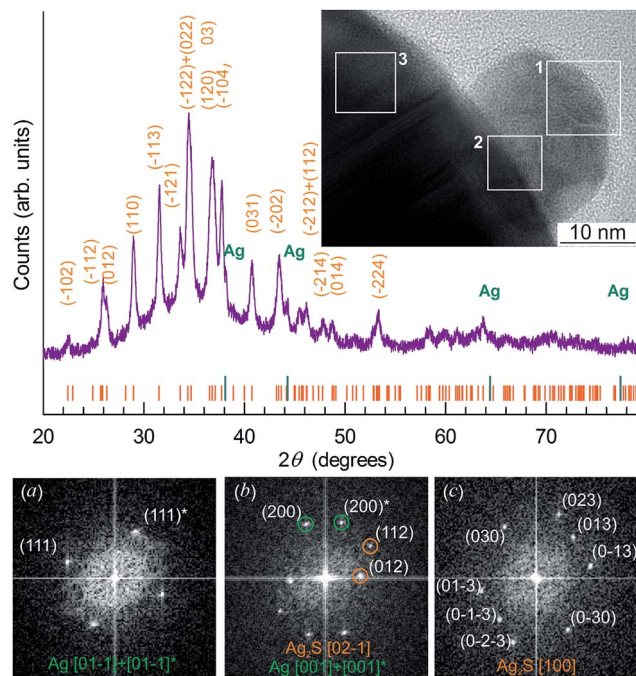 (-122)+(022)
03)
(120)
(-104,
(-113)
(-121)
(110)
(-102)
(-112)
(012)
(031)
(-202)
(-212)+(112)
(-214)
(014)
(-224)
Ag
Ag
Ag
Ag
3
1
2
10 nm
Counts (arb. units)
20 30 40 50 60 70
2θ (degrees)
(a)
(111)*
(111)
Ag [01-1]+[01-1]*
(b)
(200)
(200)*
(112)
(012)
Ag₂S [02-1]
Ag [001]+[001]*
(c)
(023)
(030)
(013)
(0-13)
(01-3)
(0-1-3)
(0-30)
(0-2-3)
Ag₂S [100]